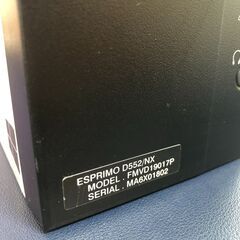 ESPRIMO D552/NX
MODEL . FMVD19017P
SERIAL . MA6X01802